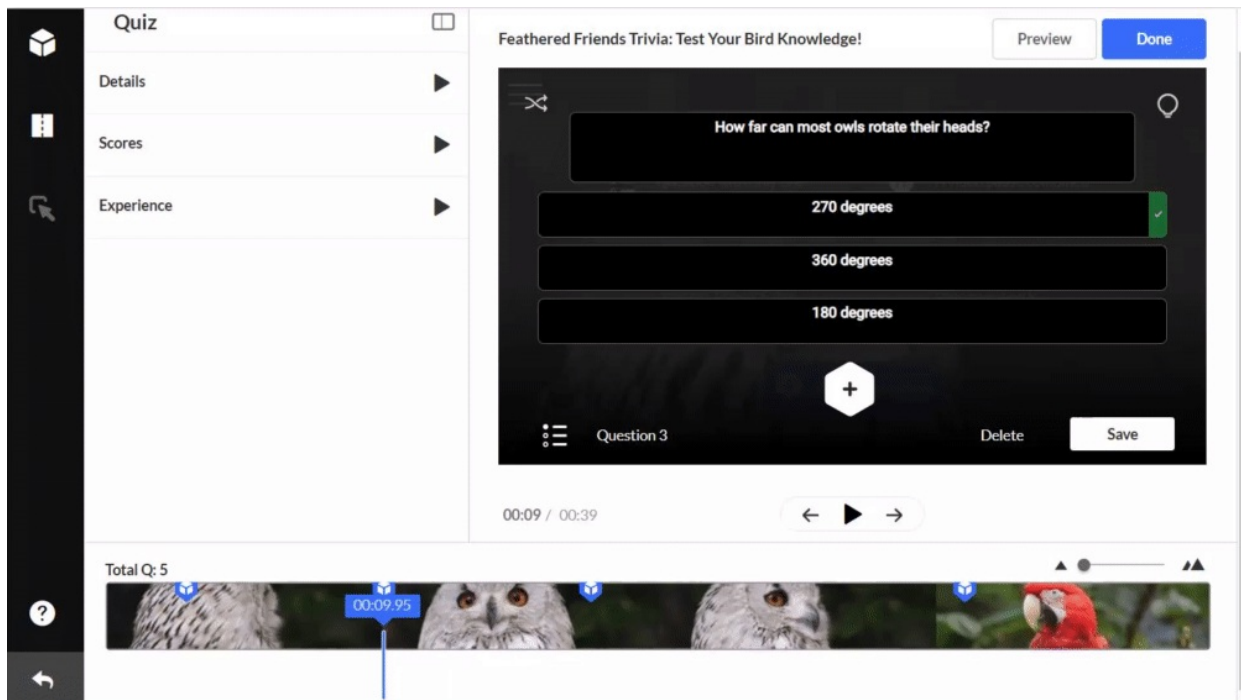 Quiz
Details
Scores
Experience
Feathered Friends Trivia: Test Your Bird Knowledge!
Preview
Done
How far can most owls rotate their heads?
270 degrees
360 degrees
180 degrees
+
Question 3
Delete
Save
00:09 / 00:39
Total Q: 5
00:09.95
?